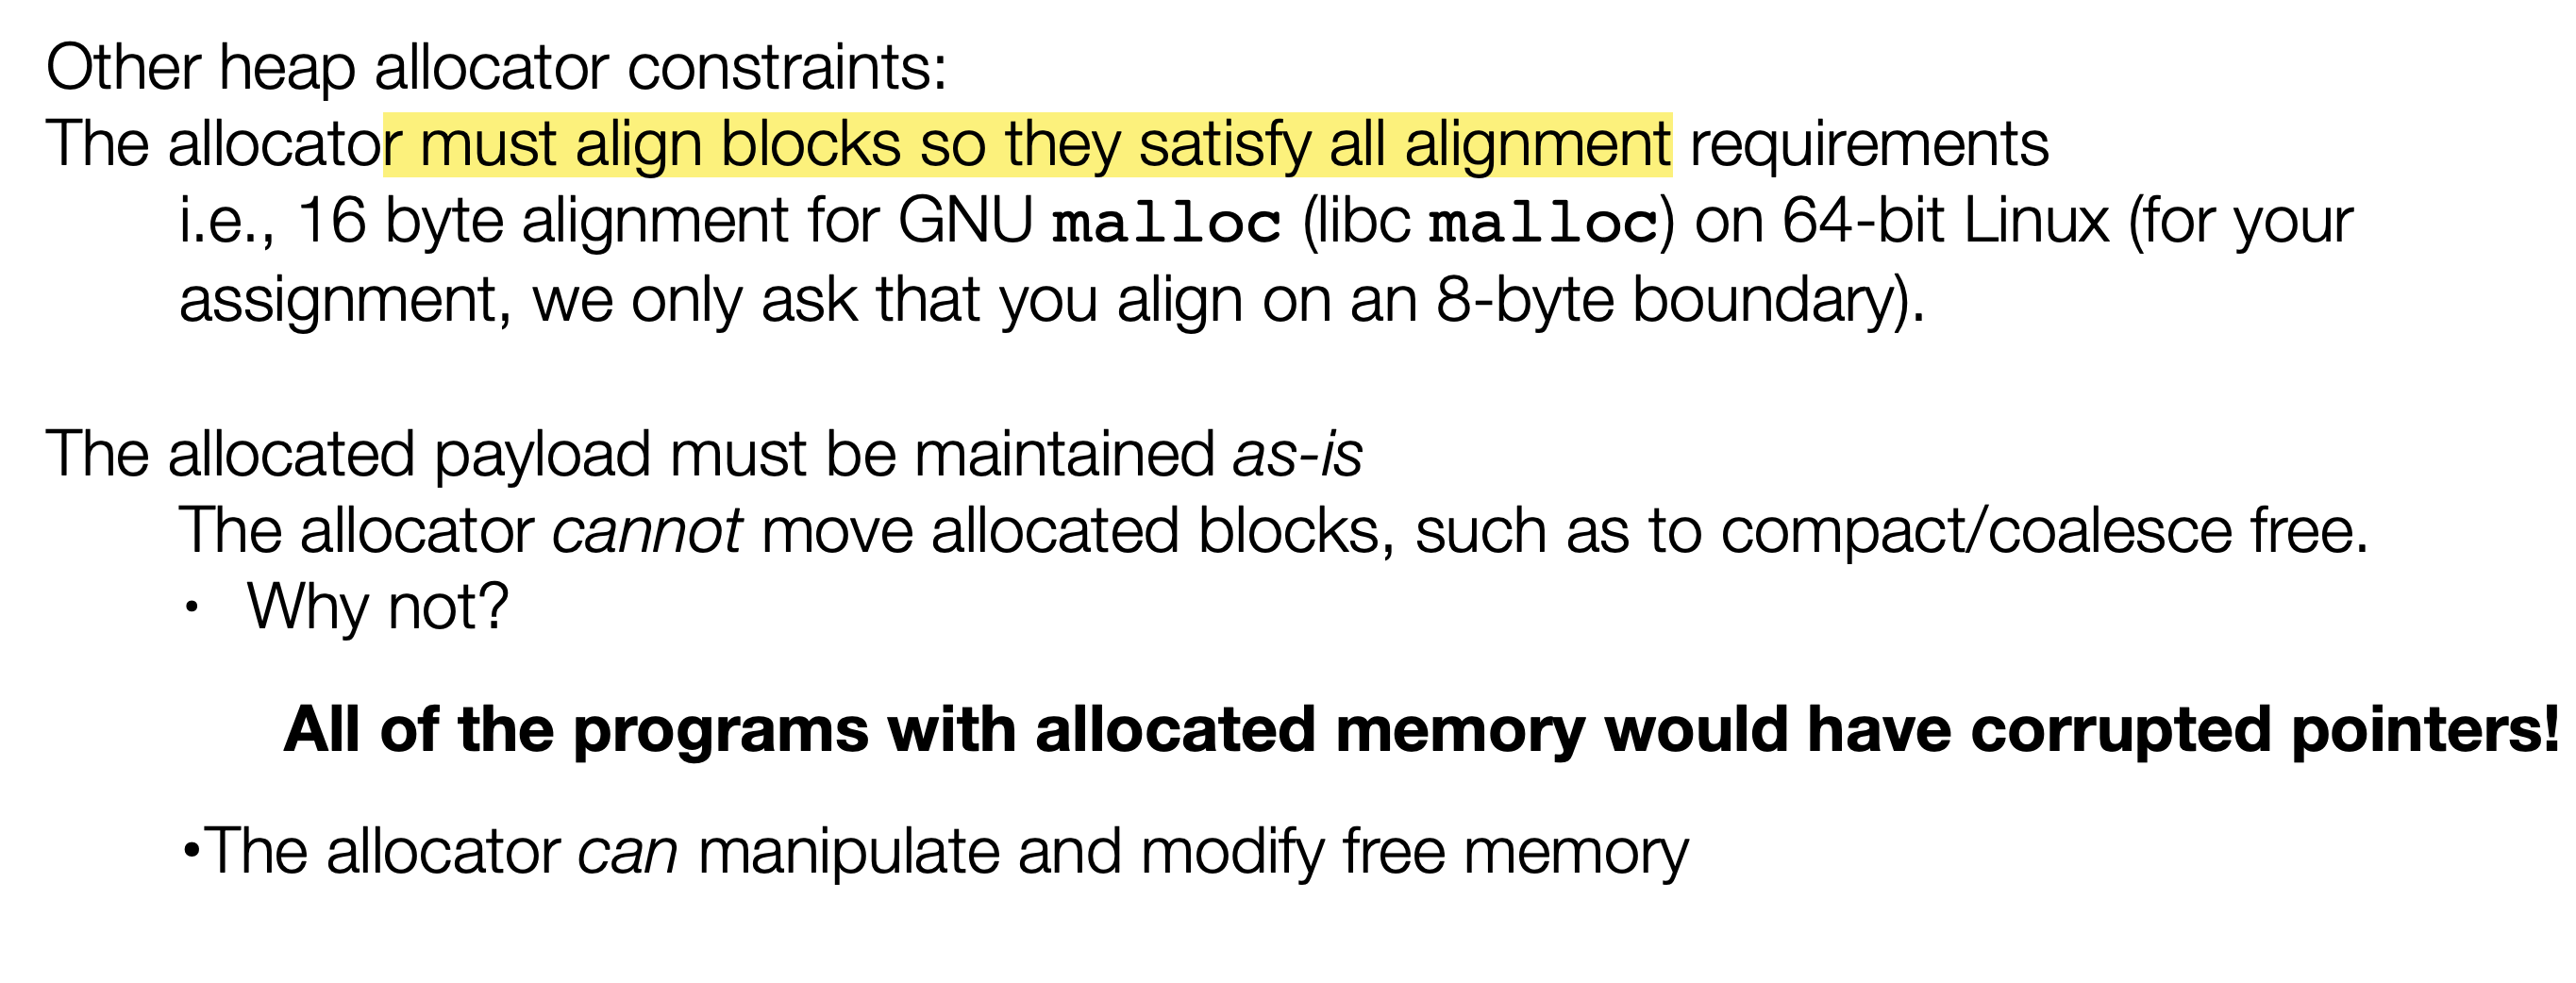 Other heap allocator constraints:
The allocator must align blocks so they satisfy all alignment requirements
i.e., 16 byte alignment for GNU malloc (libc malloc) on 64-bit Linux (for your
assignment, we only ask that you align on an 8-byte boundary).
The allocated payload must be maintained as-is
The allocator cannot move allocated blocks, such as to compact/coalesce free.
• Why not?
All of the programs with allocated memory would have corrupted pointers!
•The allocator can manipulate and modify free memory